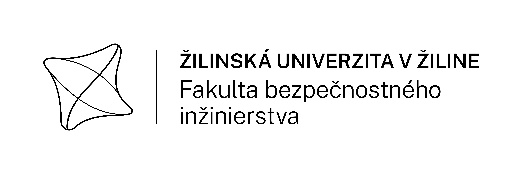 ŽILINSKÁ UNIVERZITA V ŽILINE
Fakulta bezpečnostného
inžinierstva